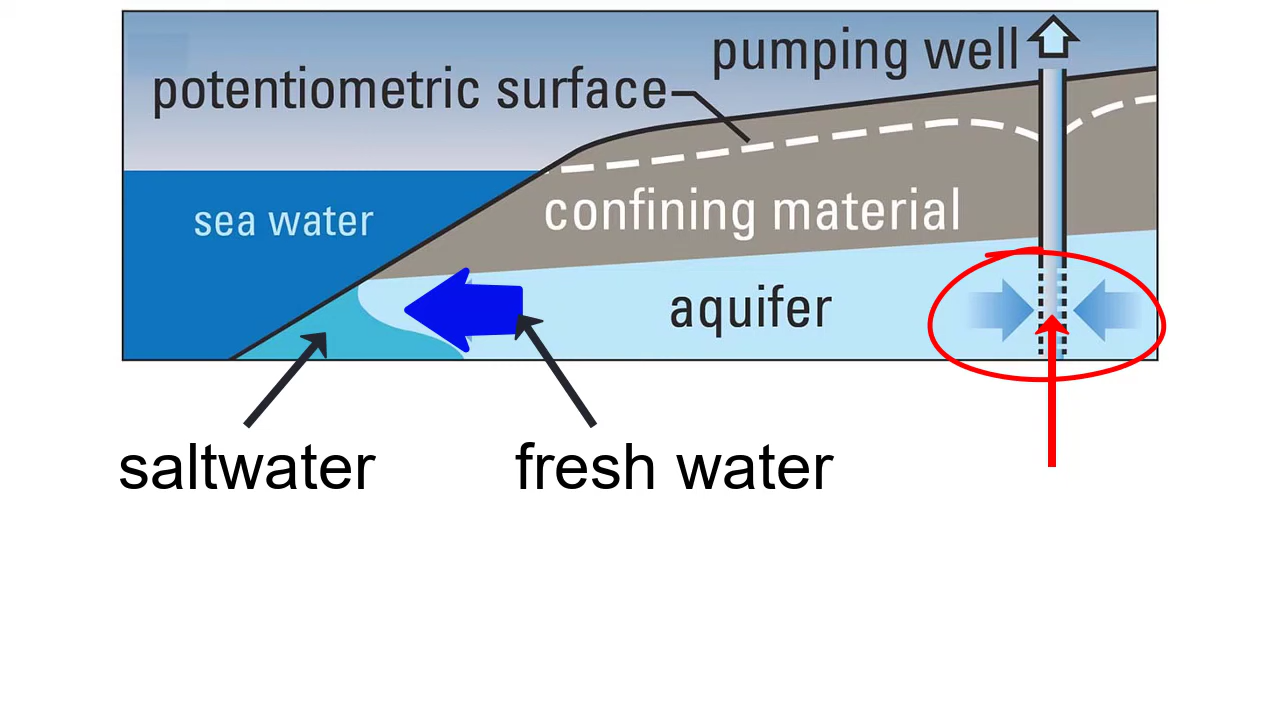 pumping well
potentiometric surface
sea water
confining material
aquifer
saltwater
fresh water